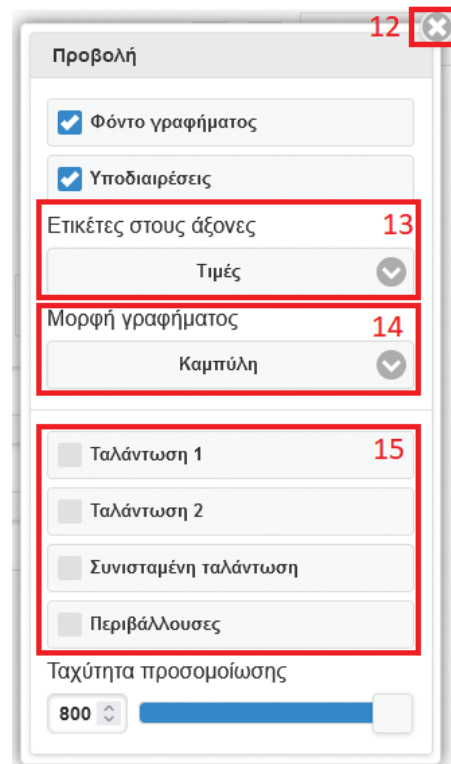 12
Προβολή
Φόντο γραφήματος
Υποδιαιρέσεις
Ετικέτες στους άξονες 13
Τιμές
Μορφή γραφήματος 14
Καμπύλη
Ταλάντωση 1 15
Ταλάντωση 2
Συνισταμένη ταλάντωση
Περιβάλλουσες
Ταχύτητα προσομοίωσης
800